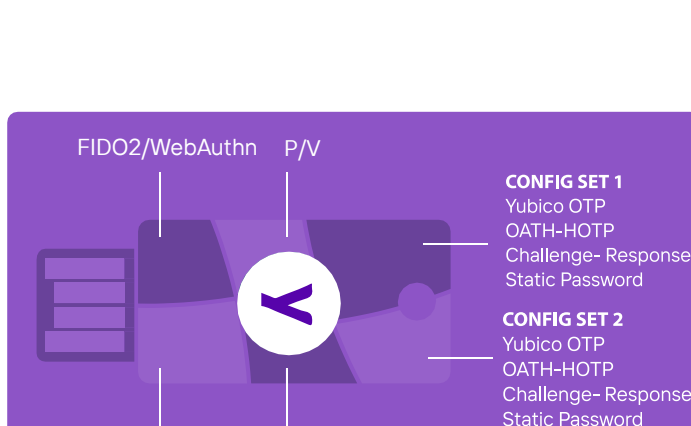 FIDO2/WebAuthn
P/V
CONFIG SET 1
Yubico OTP
OATH-HOTP
Challenge- Response
Static Password
CONFIG SET 2
Yubico OTP
OATH-HOTP
Challenge- Response
Static Password